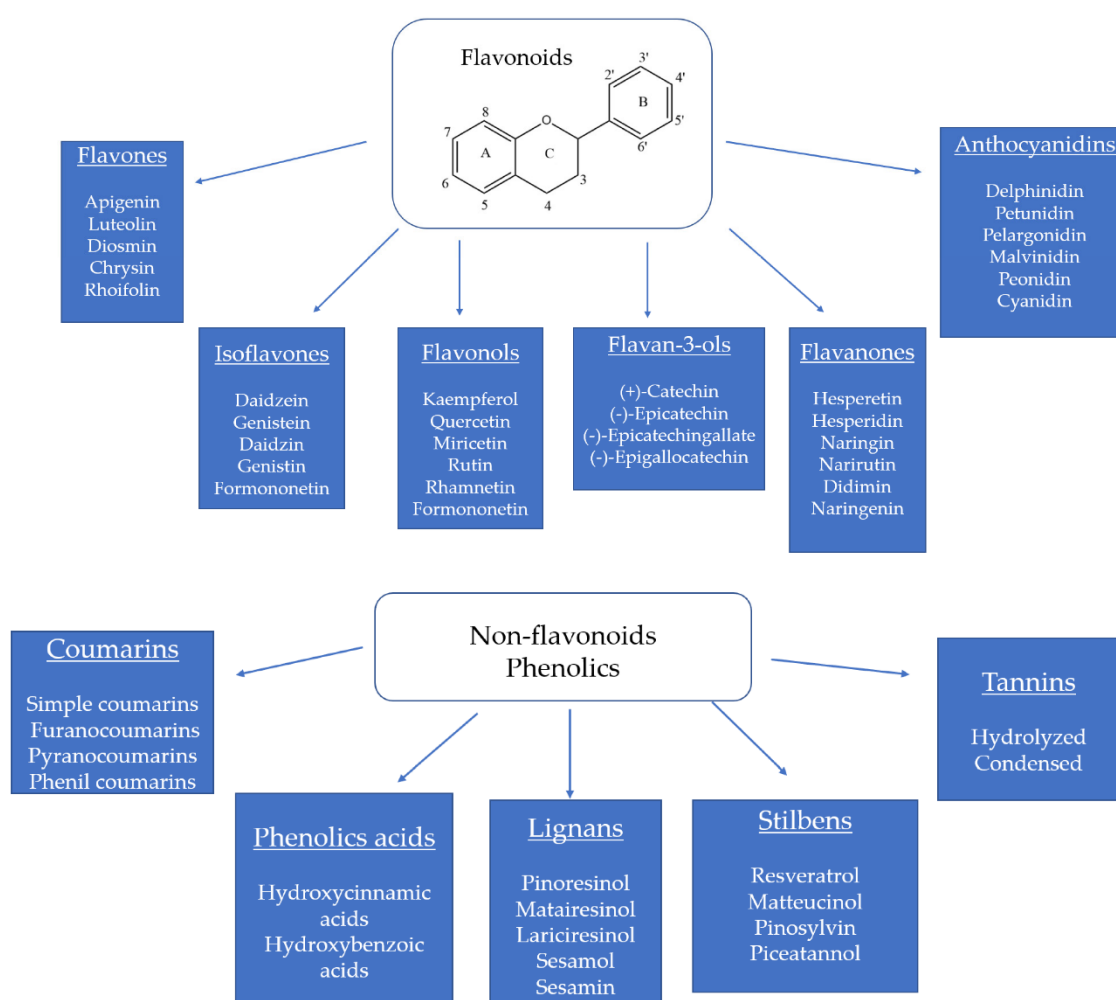 Flavonoids
3'
2'
4'
B
5'
6'
8
O
7
A
C
6
3
5
4
Flavones
Apigenin
Luteolin
Diosmin
Chrysin
Rhoifolin
Anthocyanidins
Delphinidin
Petunidin
Pelargonidin
Malvinidin
Peonidin
Cyanidin
Isoflavones
Daidzein
Genistein
Daidzin
Genistin
Formononetin
Flavonols
Kaempferol
Quercetin
Miricetin
Rutin
Rhamnetin
Formononetin
Flavan-3-ols
(+)-Catechin
(-)-Epicatechin
(-)-Epicatechingallate
(-)-Epigallocatechin
Flavanones
Hesperetin
Hesperidin
Naringin
Narirutin
Didimin
Naringenin
Non-flavonoids
Phenolics
Coumarins
Simple coumarins
Furanocoumarins
Pyranocoumarins
Phenil coumarins
Phenolics acids
Hydroxycinnamic
acids
Hydroxybenzoic
acids
Lignans
Pinoresinol
Matairesinol
Lariciresinol
Sesamol
Sesamin
Stilbens
Resveratrol
Matteucinol
Pinosylvin
Piceatannol
Tannins
Hydrolyzed
Condensed